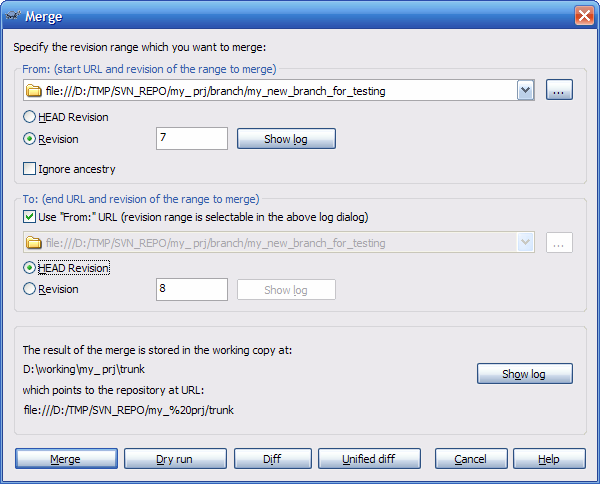 Merge
Specify the revision range which you want to merge:
From: (start URL and revision of the range to merge)
file:///D:/TMP/SVN_REPO/my_ prj/branch/my_new_branch_for_testing
...
HEAD Revision
Revision 7 Show log
Ignore ancestry
To: (end URL and revision of the range to merge)
Use "From:" URL (revision range is selectable in the above log dialog)
file:///D:/TMP/SVN_REPO/my_ prj/branch/my_new_branch_for_testing
...
HEAD Revision
Revision 8 Show log
The result of the merge is stored in the working copy at:
D:\working\my_ prj\trunk
Show log
which points to the repository at URL:
file:///D:/TMP/SVN_REPO/my_%20prj/trunk
Merge Dry run Diff Unified diff Cancel Help